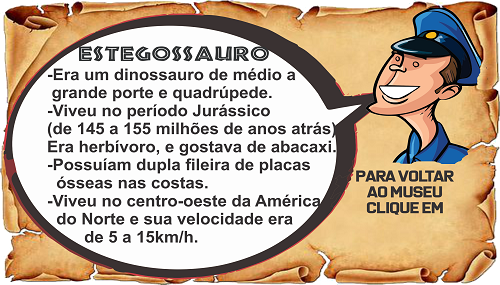 ESTEGOSSAURO
-Era um dinossauro de médio a
grande porte e quadrúpede.
-Viveu no período Jurássico
(de 145 a 155 milhões de anos atrás)
Era herbívoro, e gostava de abacaxi.
-Possuíam dupla fileira de placas
ósseas nas costas.
-Viveu no centro-oeste da América
do Norte e sua velocidade era
de 5 a 15km/h.
PARA VOLTAR
AO MUSEU
CLIQUE EM